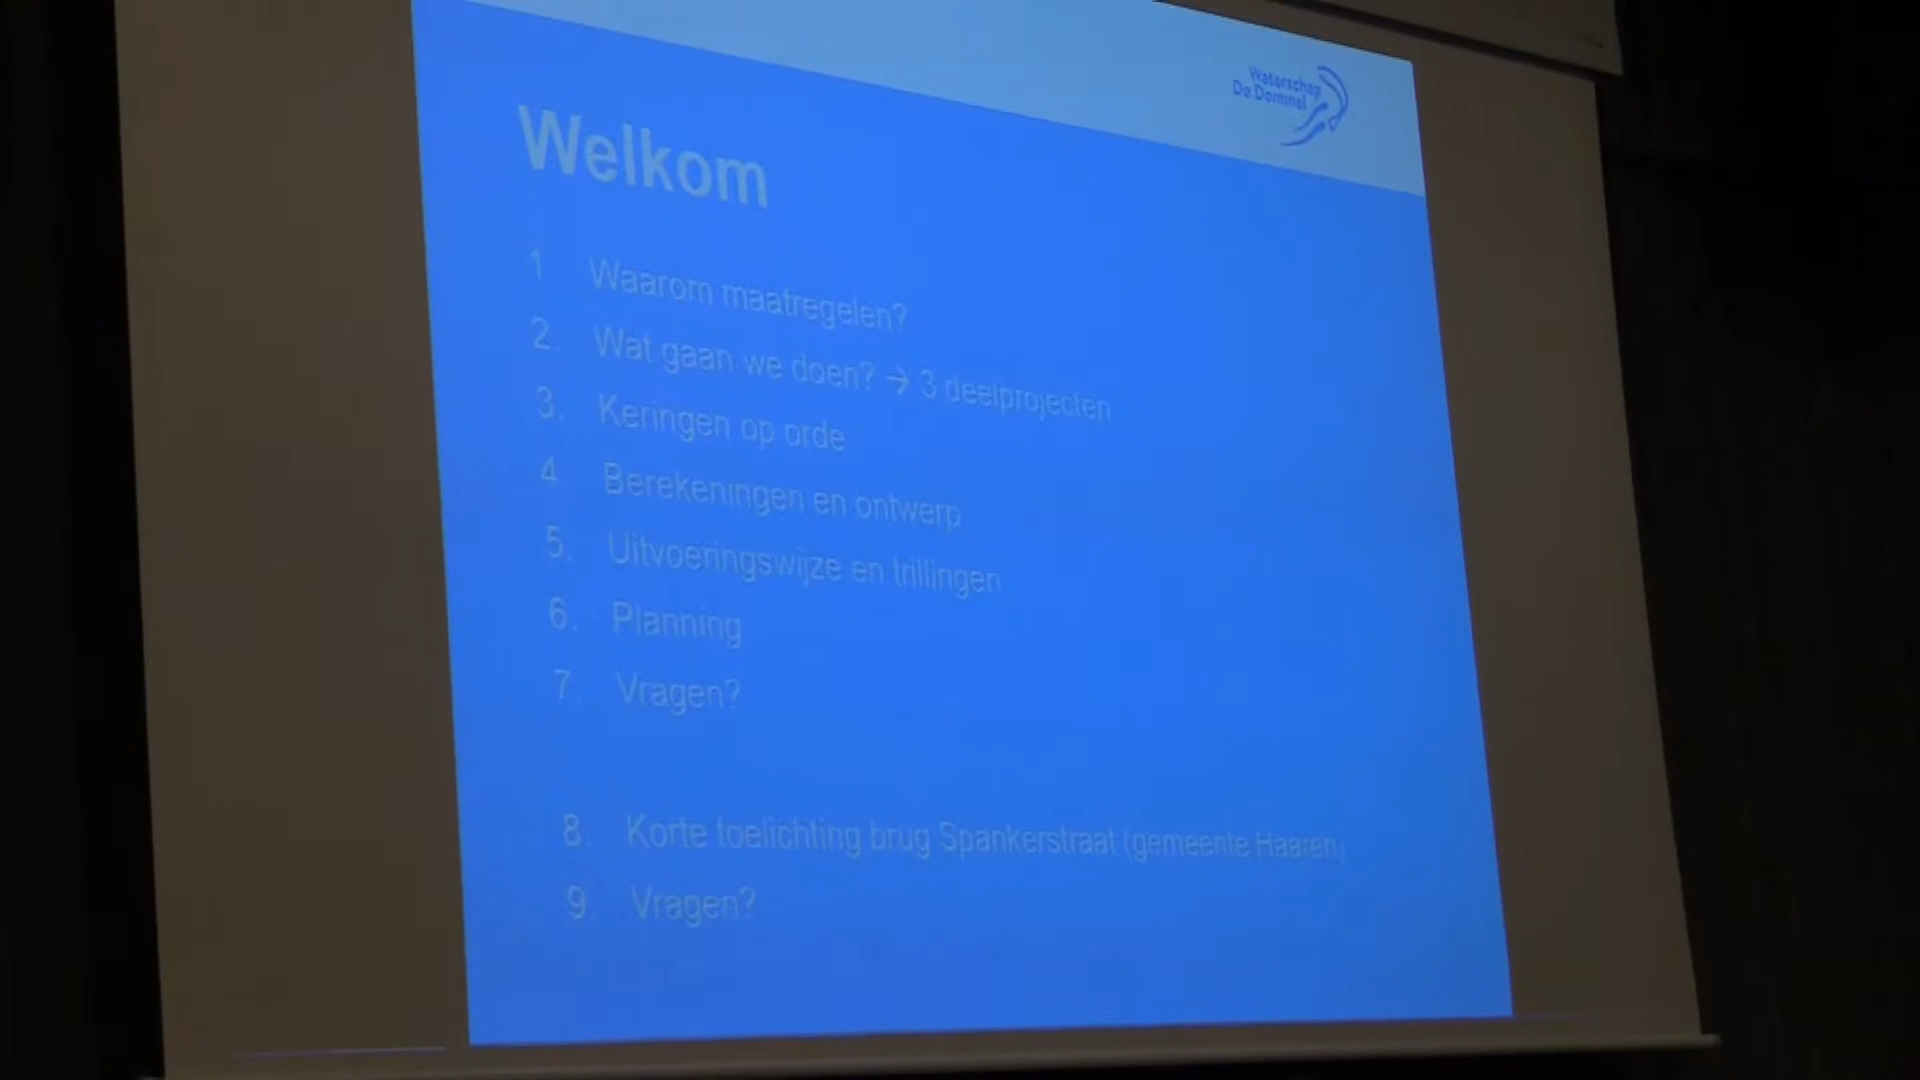 Waterschap
De Dommel
Welkom
1 Waarom maatregelen?
2. Wat gaan we doen? → 3 deelprojecten
3. Keringen op orde
4 Berekeningen en ontwerp
5. Uitvoeringswijze en trillingen
6. Planning
7. Vragen?
8. Korte toelichting brug Spankerstraat (gemeente Haaren)
9. Vragen?